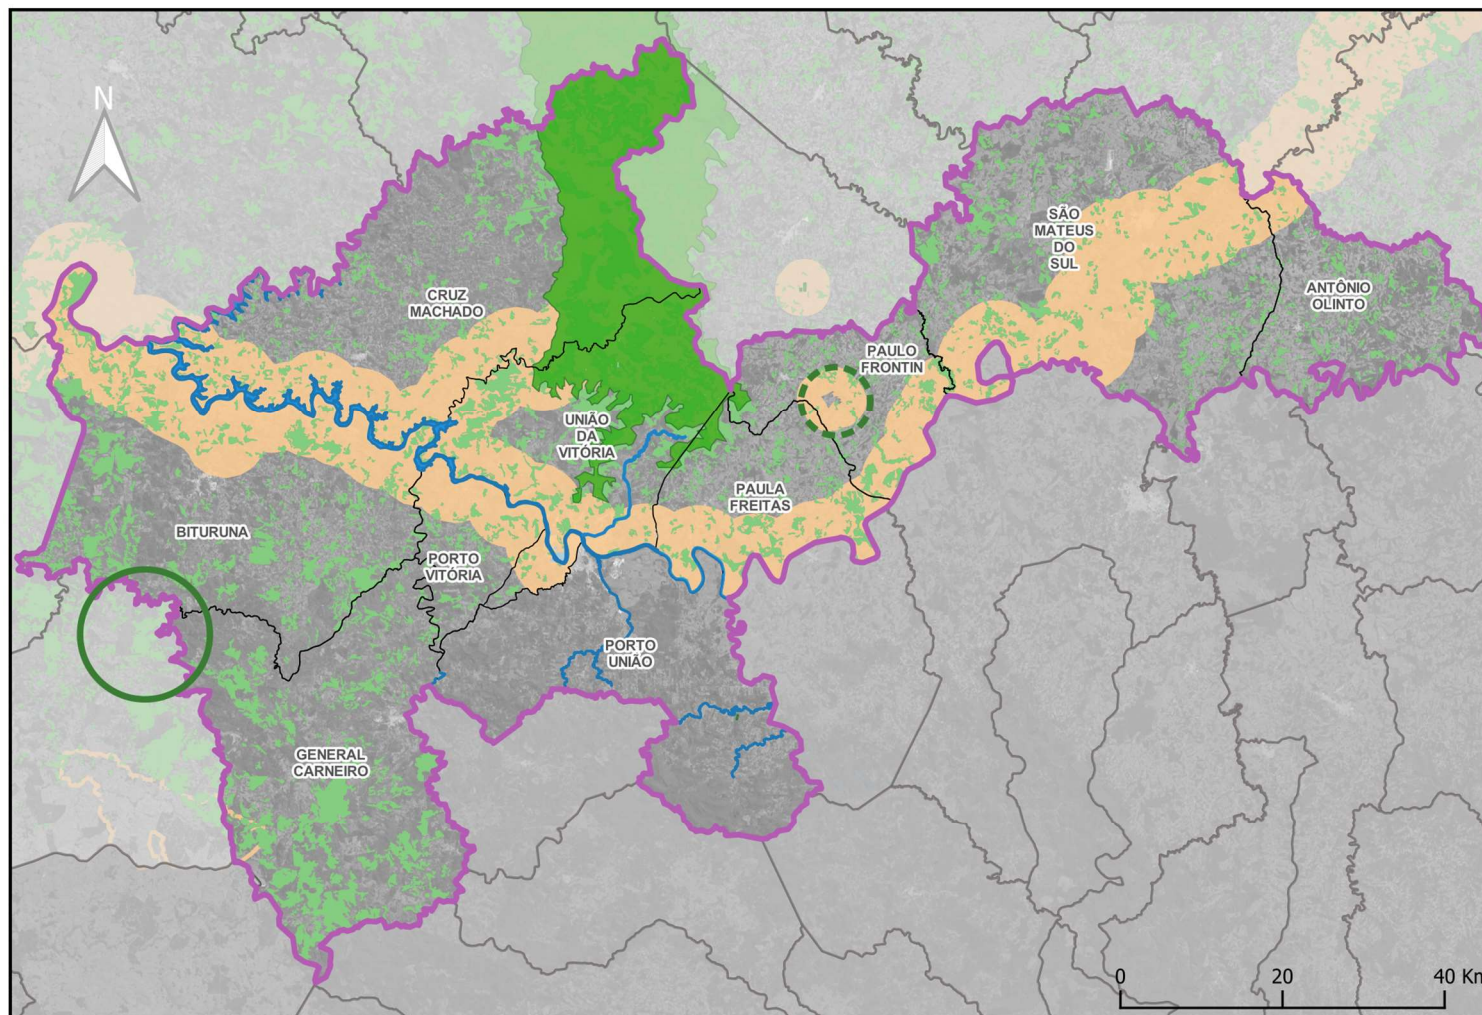 N
SÃO
MATEUS
DO
SUL
ANTÔNIO
OLINTO
CRUZ
MACHADO
PAULO
FRONTIN
UNIÃO
DA
VITÓRIA
PAULA
FREITAS
BITURUNA
PORTO
VITÓRIA
PORTO
UNIÃO
GENERAL
CARNEIRO
0 20 40 Km